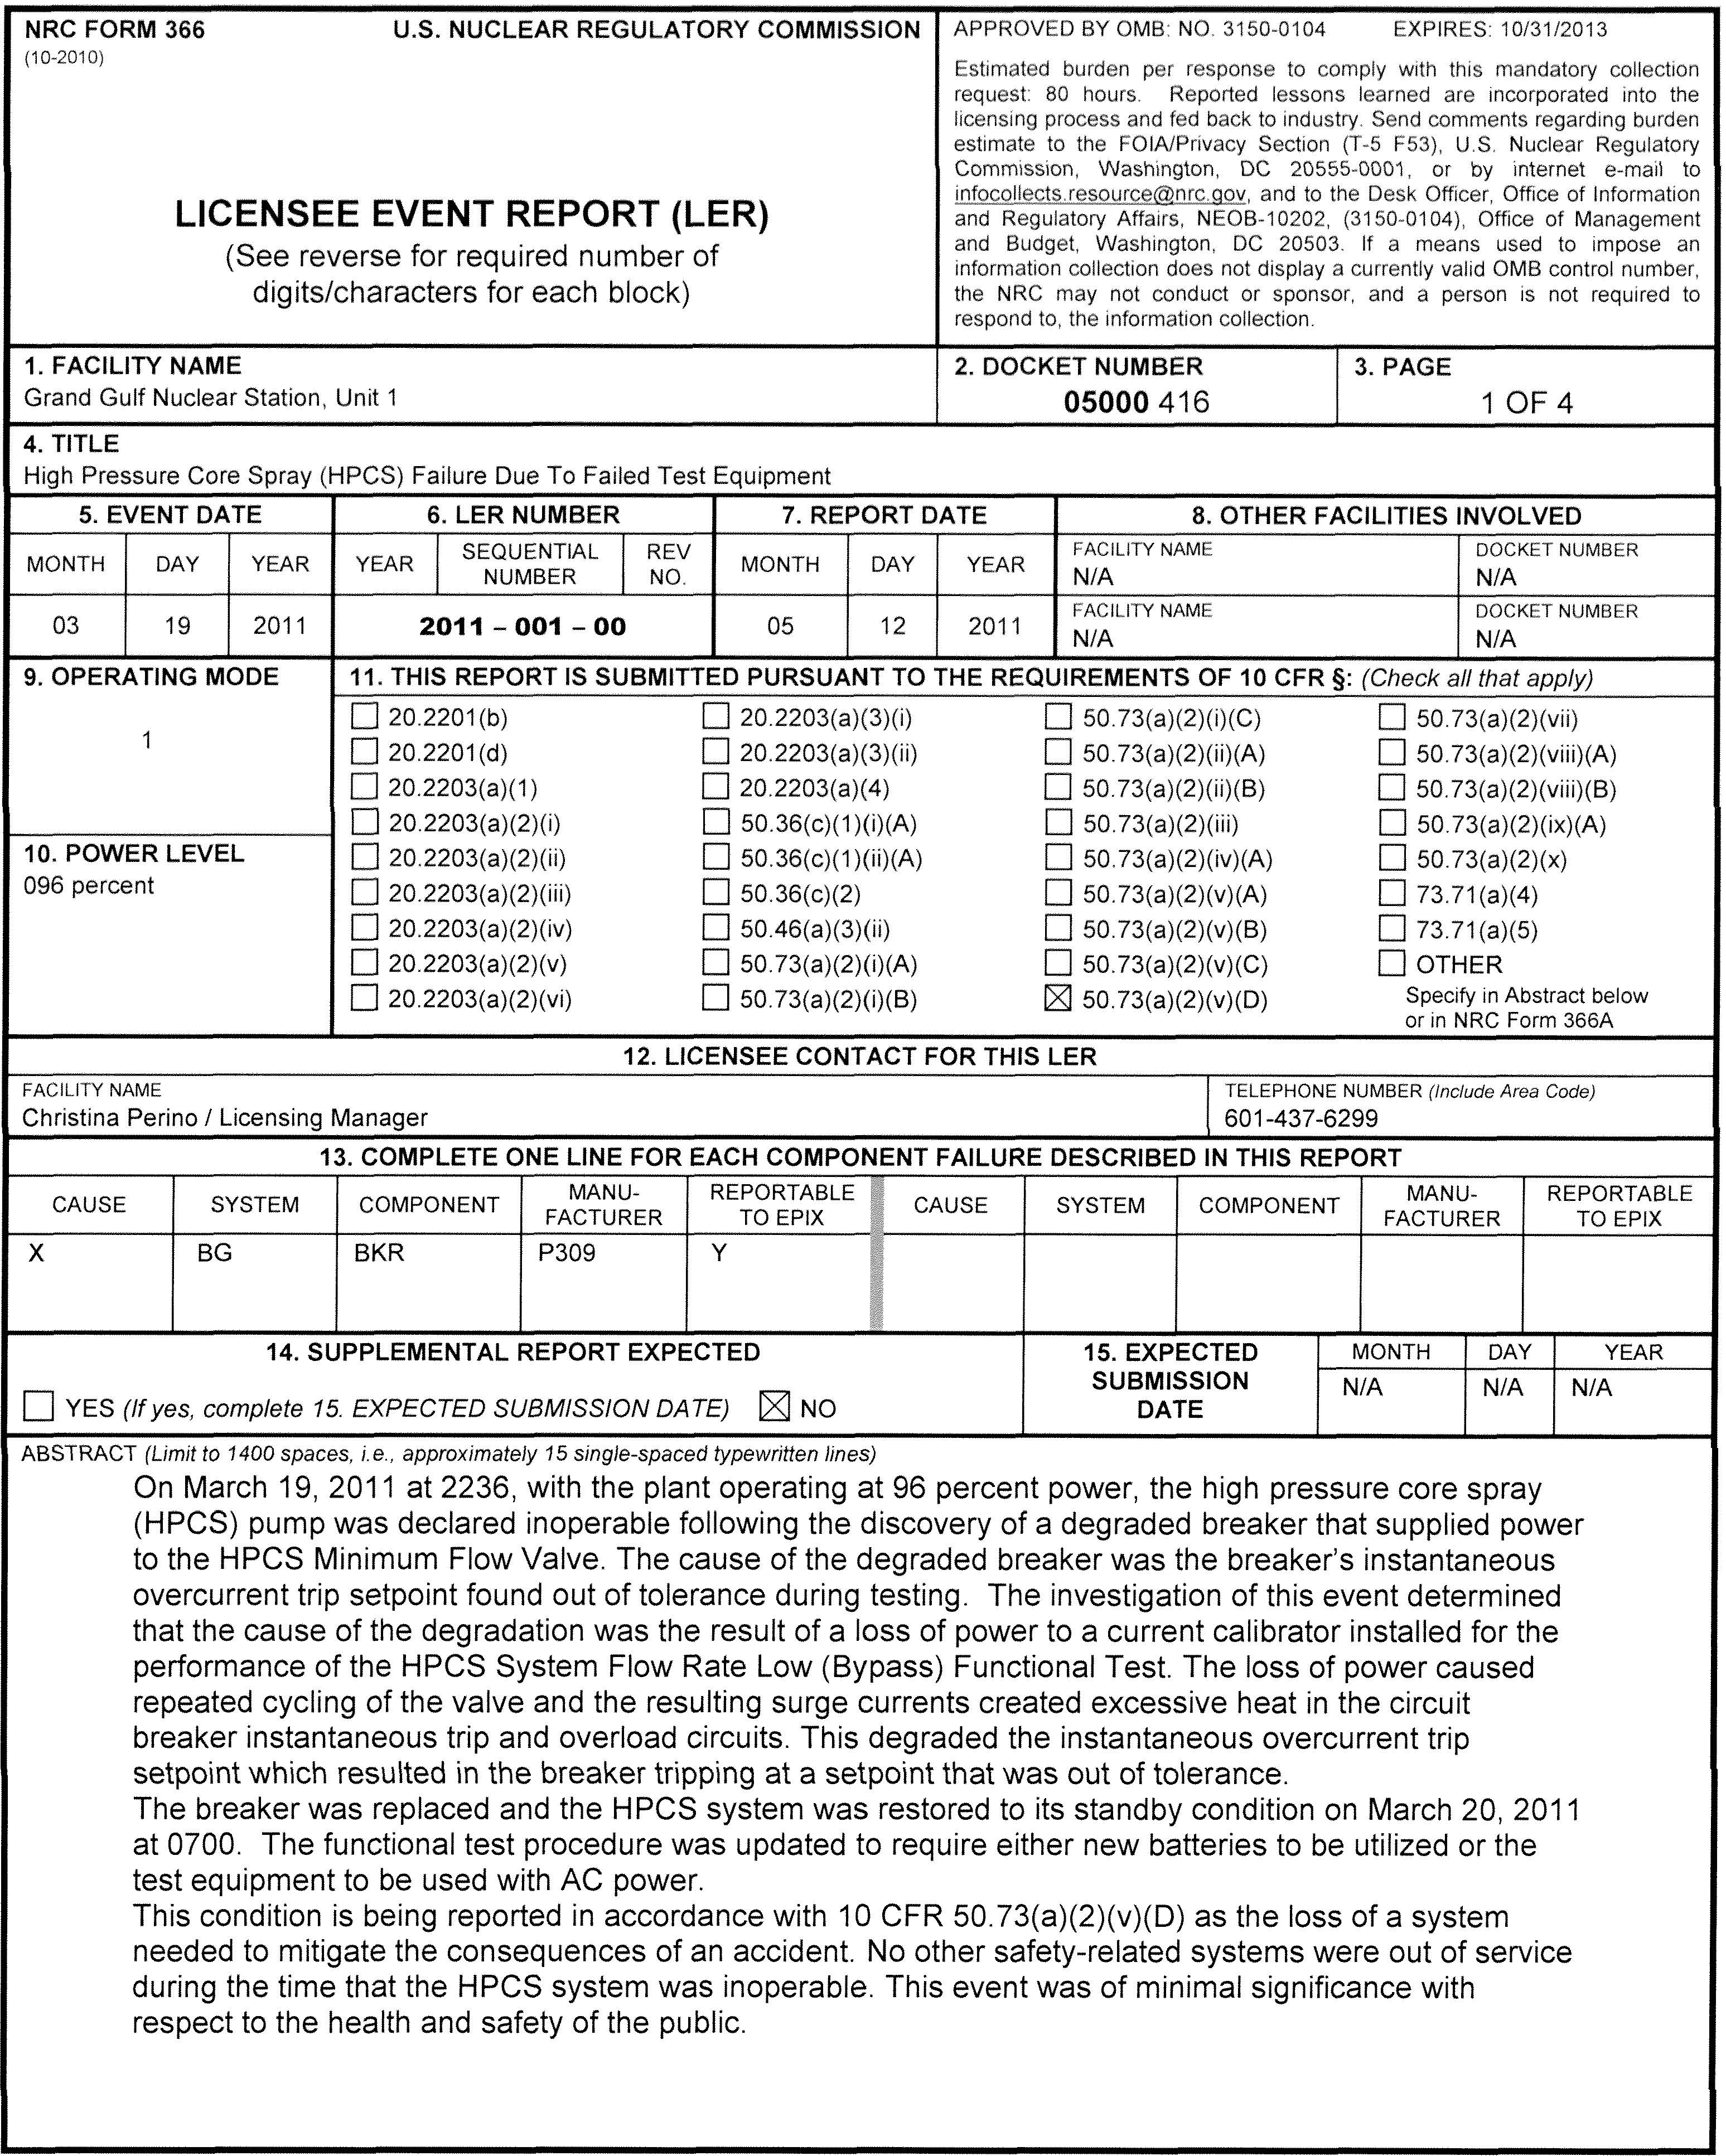 NRC FORM 366 U.S. NUCLEAR REGULATORY COMMISSION
(10-2010)
LICENSEE EVENT REPORT (LER)
(See reverse for required number of
digits/characters for each block)
APPROVED BY OMB: NO. 3150-0104 EXPIRES: 10/31/2013
Estimated burden per response to comply with this mandatory collection
request: 80 hours. Reported lessons learned are incorporated into the
licensing process and fed back to industry. Send comments regarding burden
estimate to the FOIA/Privacy Section (T-5 F53), U.S. Nuclear Regulatory
Commission, Washington, DC 20555-0001, or by internet e-mail to
infocollects.resource@nrc.gov, and to the Desk Officer, Office of Information
and Regulatory Affairs, NEOB-10202, (3150-0104), Office of Management
and Budget, Washington, DC 20503. If a means used to impose an
information collection does not display a currently valid OMB control number,
the NRC may not conduct or sponsor, and a person is not required to
respond to, the information collection.
1. FACILITY NAME
Grand Gulf Nuclear Station, Unit 1
2. DOCKET NUMBER
05000 416
3. PAGE
1 OF 4
4. TITLE
High Pressure Core Spray (HPCS) Failure Due To Failed Test Equipment
5. EVENT DATE 6. LER NUMBER 7. REPORT DATE 8. OTHER FACILITIES INVOLVED
MONTH DAY YEAR YEAR SEQUENTIAL NUMBER REV NO. MONTH DAY YEAR
FACILITY NAME DOCKET NUMBER
N/A N/A
03 19 2011 2011 – 001 – 00 05 12 2011
FACILITY NAME DOCKET NUMBER
N/A N/A
9. OPERATING MODE
1
10. POWER LEVEL
096 percent
11. THIS REPORT IS SUBMITTED PURSUANT TO THE REQUIREMENTS OF 10 CFR §: (Check all that apply)
☐ 20.2201(b) ☐ 20.2203(a)(3)(i) ☐ 50.73(a)(2)(i)(C) ☐ 50.73(a)(2)(vii)
☐ 20.2201(d) ☐ 20.2203(a)(3)(ii) ☐ 50.73(a)(2)(ii)(A) ☐ 50.73(a)(2)(viii)(A)
☐ 20.2203(a)(1) ☐ 20.2203(a)(4) ☐ 50.73(a)(2)(ii)(B) ☐ 50.73(a)(2)(viii)(B)
☐ 20.2203(a)(2)(i) ☐ 50.36(c)(1)(i)(A) ☐ 50.73(a)(2)(iii) ☐ 50.73(a)(2)(ix)(A)
☐ 20.2203(a)(2)(ii) ☐ 50.36(c)(1)(ii)(A) ☐ 50.73(a)(2)(iv)(A) ☐ 50.73(a)(2)(x)
☐ 20.2203(a)(2)(iii) ☐ 50.36(c)(2) ☐ 50.73(a)(2)(v)(A) ☐ 73.71(a)(4)
☐ 20.2203(a)(2)(iv) ☐ 50.46(a)(3)(ii) ☐ 50.73(a)(2)(v)(B) ☐ 73.71(a)(5)
☐ 20.2203(a)(2)(v) ☐ 50.73(a)(2)(i)(A) ☐ 50.73(a)(2)(v)(C) ☐ OTHER
☐ 20.2203(a)(2)(vi) ☐ 50.73(a)(2)(i)(B) ☒ 50.73(a)(2)(v)(D) Specify in Abstract below
or in NRC Form 366A
12. LICENSEE CONTACT FOR THIS LER
FACILITY NAME
Christina Perino / Licensing Manager
TELEPHONE NUMBER (Include Area Code)
601-437-6299
13. COMPLETE ONE LINE FOR EACH COMPONENT FAILURE DESCRIBED IN THIS REPORT
CAUSE SYSTEM COMPONENT MANU-FACTURER REPORTABLE TO EPIX CAUSE SYSTEM COMPONENT MANU-FACTURER REPORTABLE TO EPIX
X BG BKR P309 Y
14. SUPPLEMENTAL REPORT EXPECTED
☐ YES (If yes, complete 15. EXPECTED SUBMISSION DATE) ☒ NO
15. EXPECTED
SUBMISSION
DATE
MONTH DAY YEAR
N/A N/A N/A
ABSTRACT (Limit to 1400 spaces, i.e., approximately 15 single-spaced typewritten lines)
On March 19, 2011 at 2236, with the plant operating at 96 percent power, the high pressure core spray
(HPCS) pump was declared inoperable following the discovery of a degraded breaker that supplied power
to the HPCS Minimum Flow Valve. The cause of the degraded breaker was the breaker's instantaneous
overcurrent trip setpoint found out of tolerance during testing. The investigation of this event determined
that the cause of the degradation was the result of a loss of power to a current calibrator installed for the
performance of the HPCS System Flow Rate Low (Bypass) Functional Test. The loss of power caused
repeated cycling of the valve and the resulting surge currents created excessive heat in the circuit
breaker instantaneous trip and overload circuits. This degraded the instantaneous overcurrent trip
setpoint which resulted in the breaker tripping at a setpoint that was out of tolerance.
The breaker was replaced and the HPCS system was restored to its standby condition on March 20, 2011
at 0700. The functional test procedure was updated to require either new batteries to be utilized or the
test equipment to be used with AC power.
This condition is being reported in accordance with 10 CFR 50.73(a)(2)(v)(D) as the loss of a system
needed to mitigate the consequences of an accident. No other safety-related systems were out of service
during the time that the HPCS system was inoperable. This event was of minimal significance with
respect to the health and safety of the public.